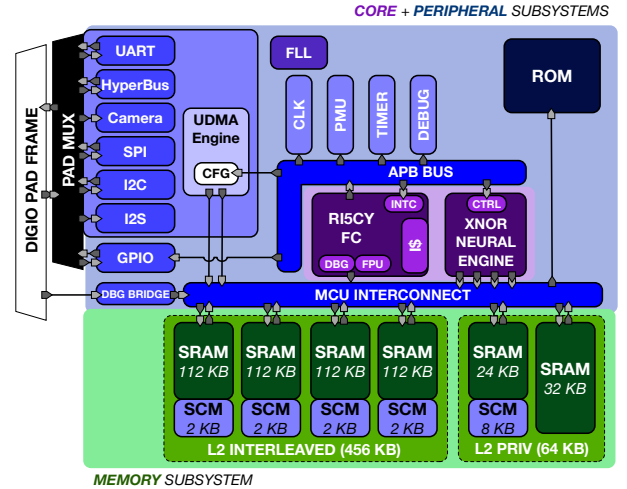 CORE + PERIPHERAL SUBSYSTEMS
DIGIO PAD FRAME
PAD MUX
UART
HyperBus
Camera
SPI
I2C
I2S
GPIO
DBG BRIDGE
UDMA
Engine
CFG
FLL
CLK
PMU
TIMER
DEBUG
ROM
APB BUS
RI5CY
FC
INTC
I$
DBG
FPU
CTRL
XNOR
NEURAL
ENGINE
MCU INTERCONNECT
SRAM
112 KB
SCM
2 KB
SRAM
112 KB
SCM
2 KB
SRAM
112 KB
SCM
2 KB
SRAM
112 KB
SCM
2 KB
L2 INTERLEAVED (456 KB)
SRAM
24 KB
SCM
8 KB
SRAM
32 KB
L2 PRIV (64 KB)
MEMORY SUBSYSTEM